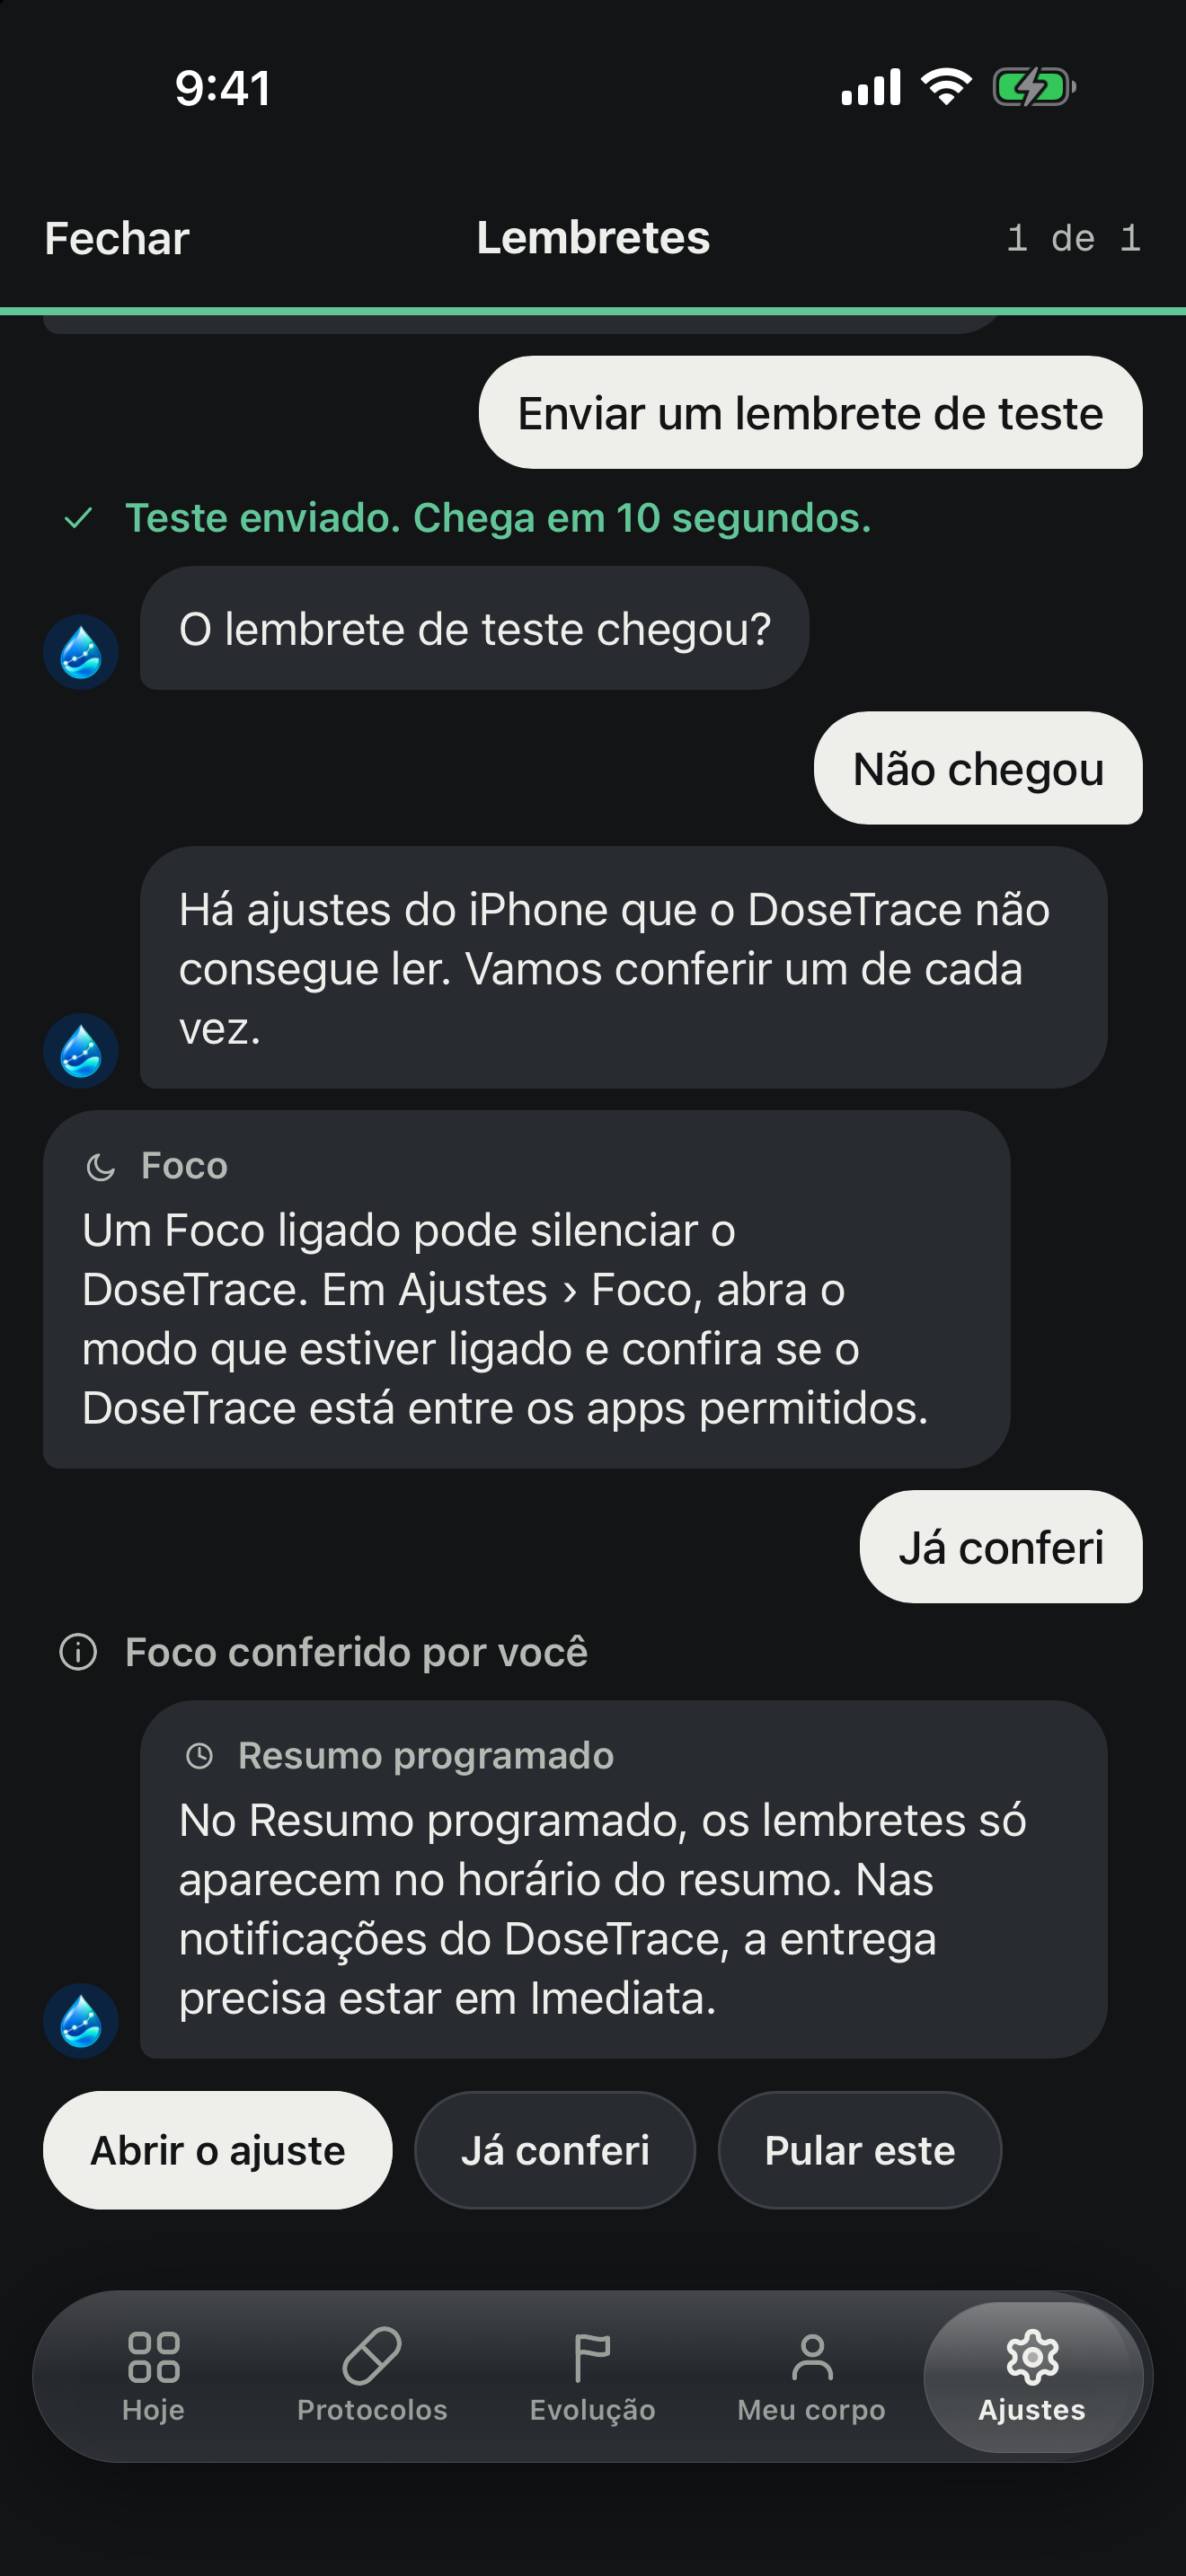 9:41
Fechar
Lembretes
1 de 1
Enviar um lembrete de teste
Teste enviado. Chega em 10 segundos.
O lembrete de teste chegou?
Não chegou
Há ajustes do iPhone que o DoseTrace não
consegue ler. Vamos conferir um de cada
vez.
Foco
Um Foco ligado pode silenciar o
DoseTrace. Em Ajustes › Foco, abra o
modo que estiver ligado e confira se o
DoseTrace está entre os apps permitidos.
Já conferi
Foco conferido por você
Resumo programado
No Resumo programado, os lembretes só
aparecem no horário do resumo. Nas
notificações do DoseTrace, a entrega
precisa estar em Imediata.
Abrir o ajuste
Já conferi
Pular este
Hoje
Protocolos
Evolução
Meu corpo
Ajustes